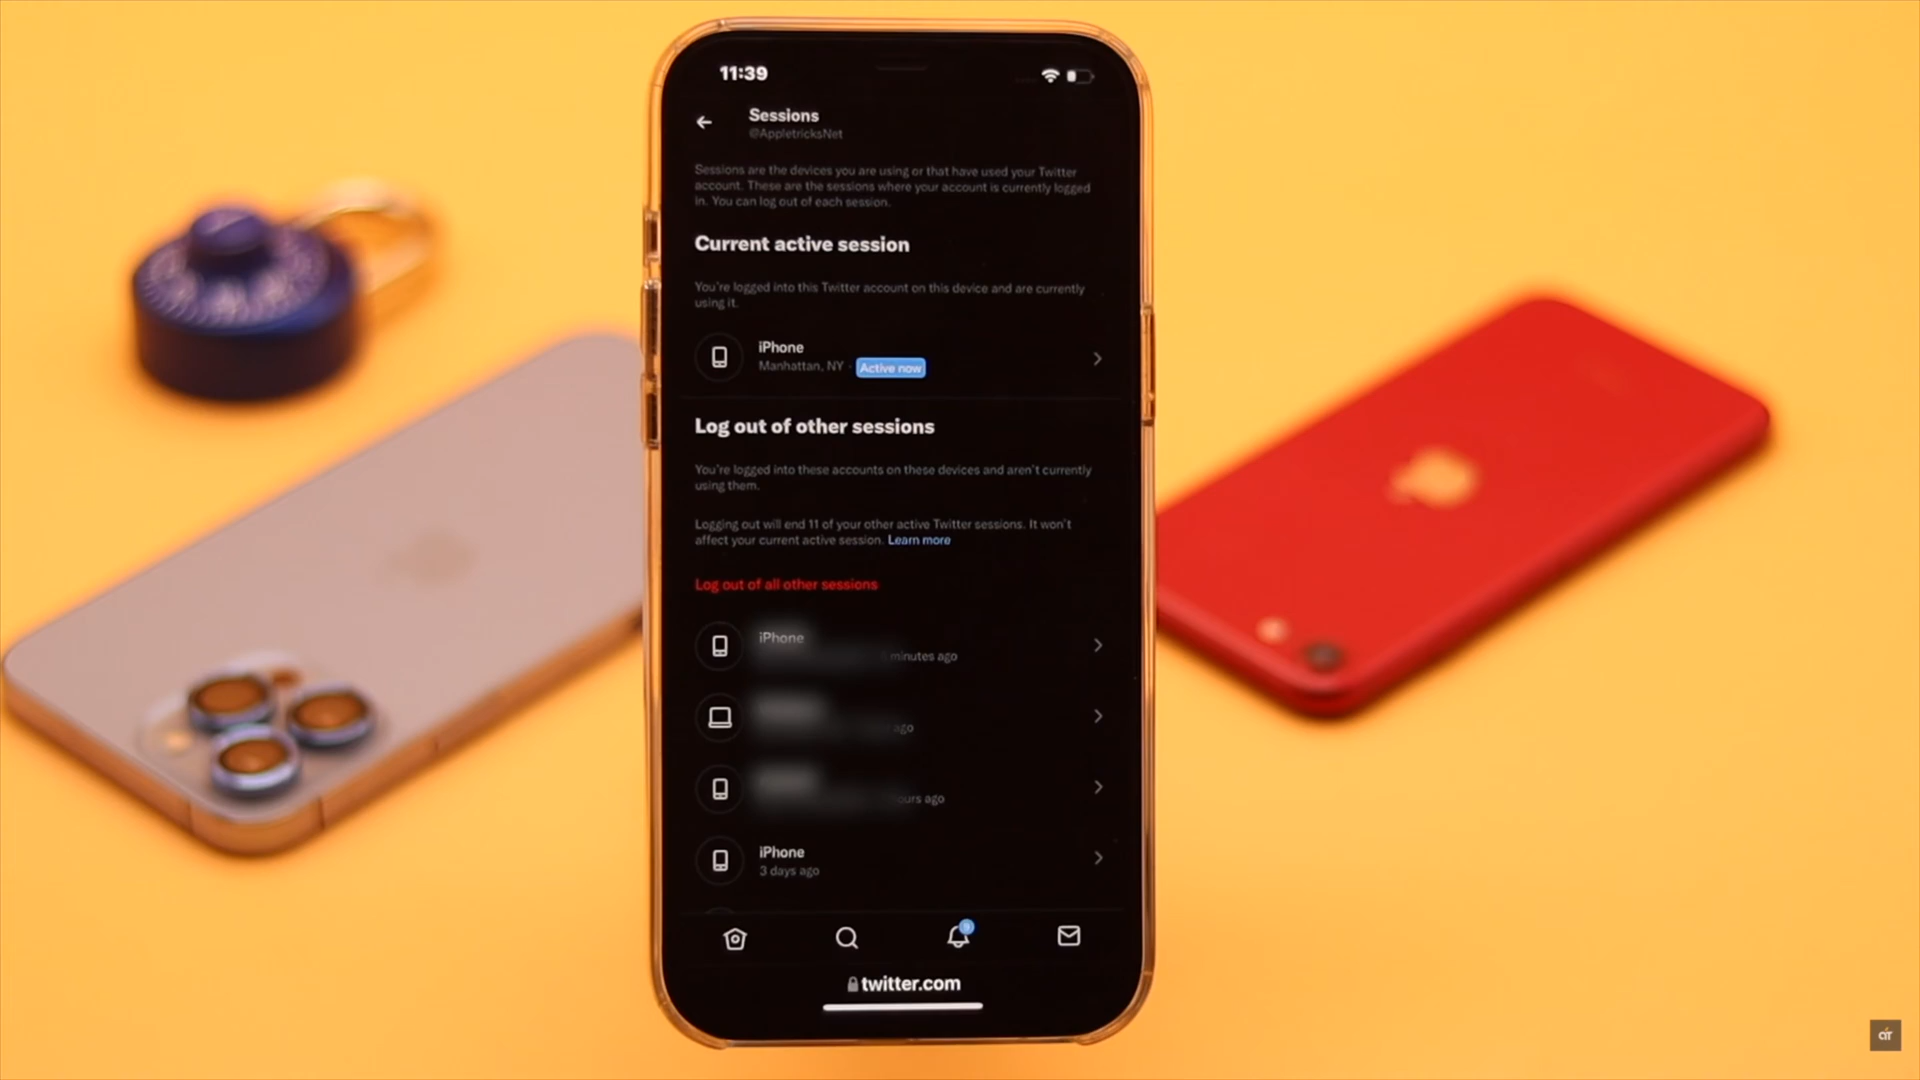 11:39
Sessions
@AppletricksNet
Sessions are the devices you are using or that have used your Twitter
account. These are the sessions where your account is currently logged
in. You can log out of each session.
Current active session
You're logged into this Twitter account on this device and are currently
using it.
iPhone
Manhattan, NY · Active now
Log out of other sessions
You're logged into these accounts on these devices and aren't currently
using them.
Logging out will end 11 of your other active Twitter sessions. It won't
affect your current active session. Learn more
Log out of all other sessions
iPhone
minutes ago
ago
ago
iPhone
3 days ago
twitter.com